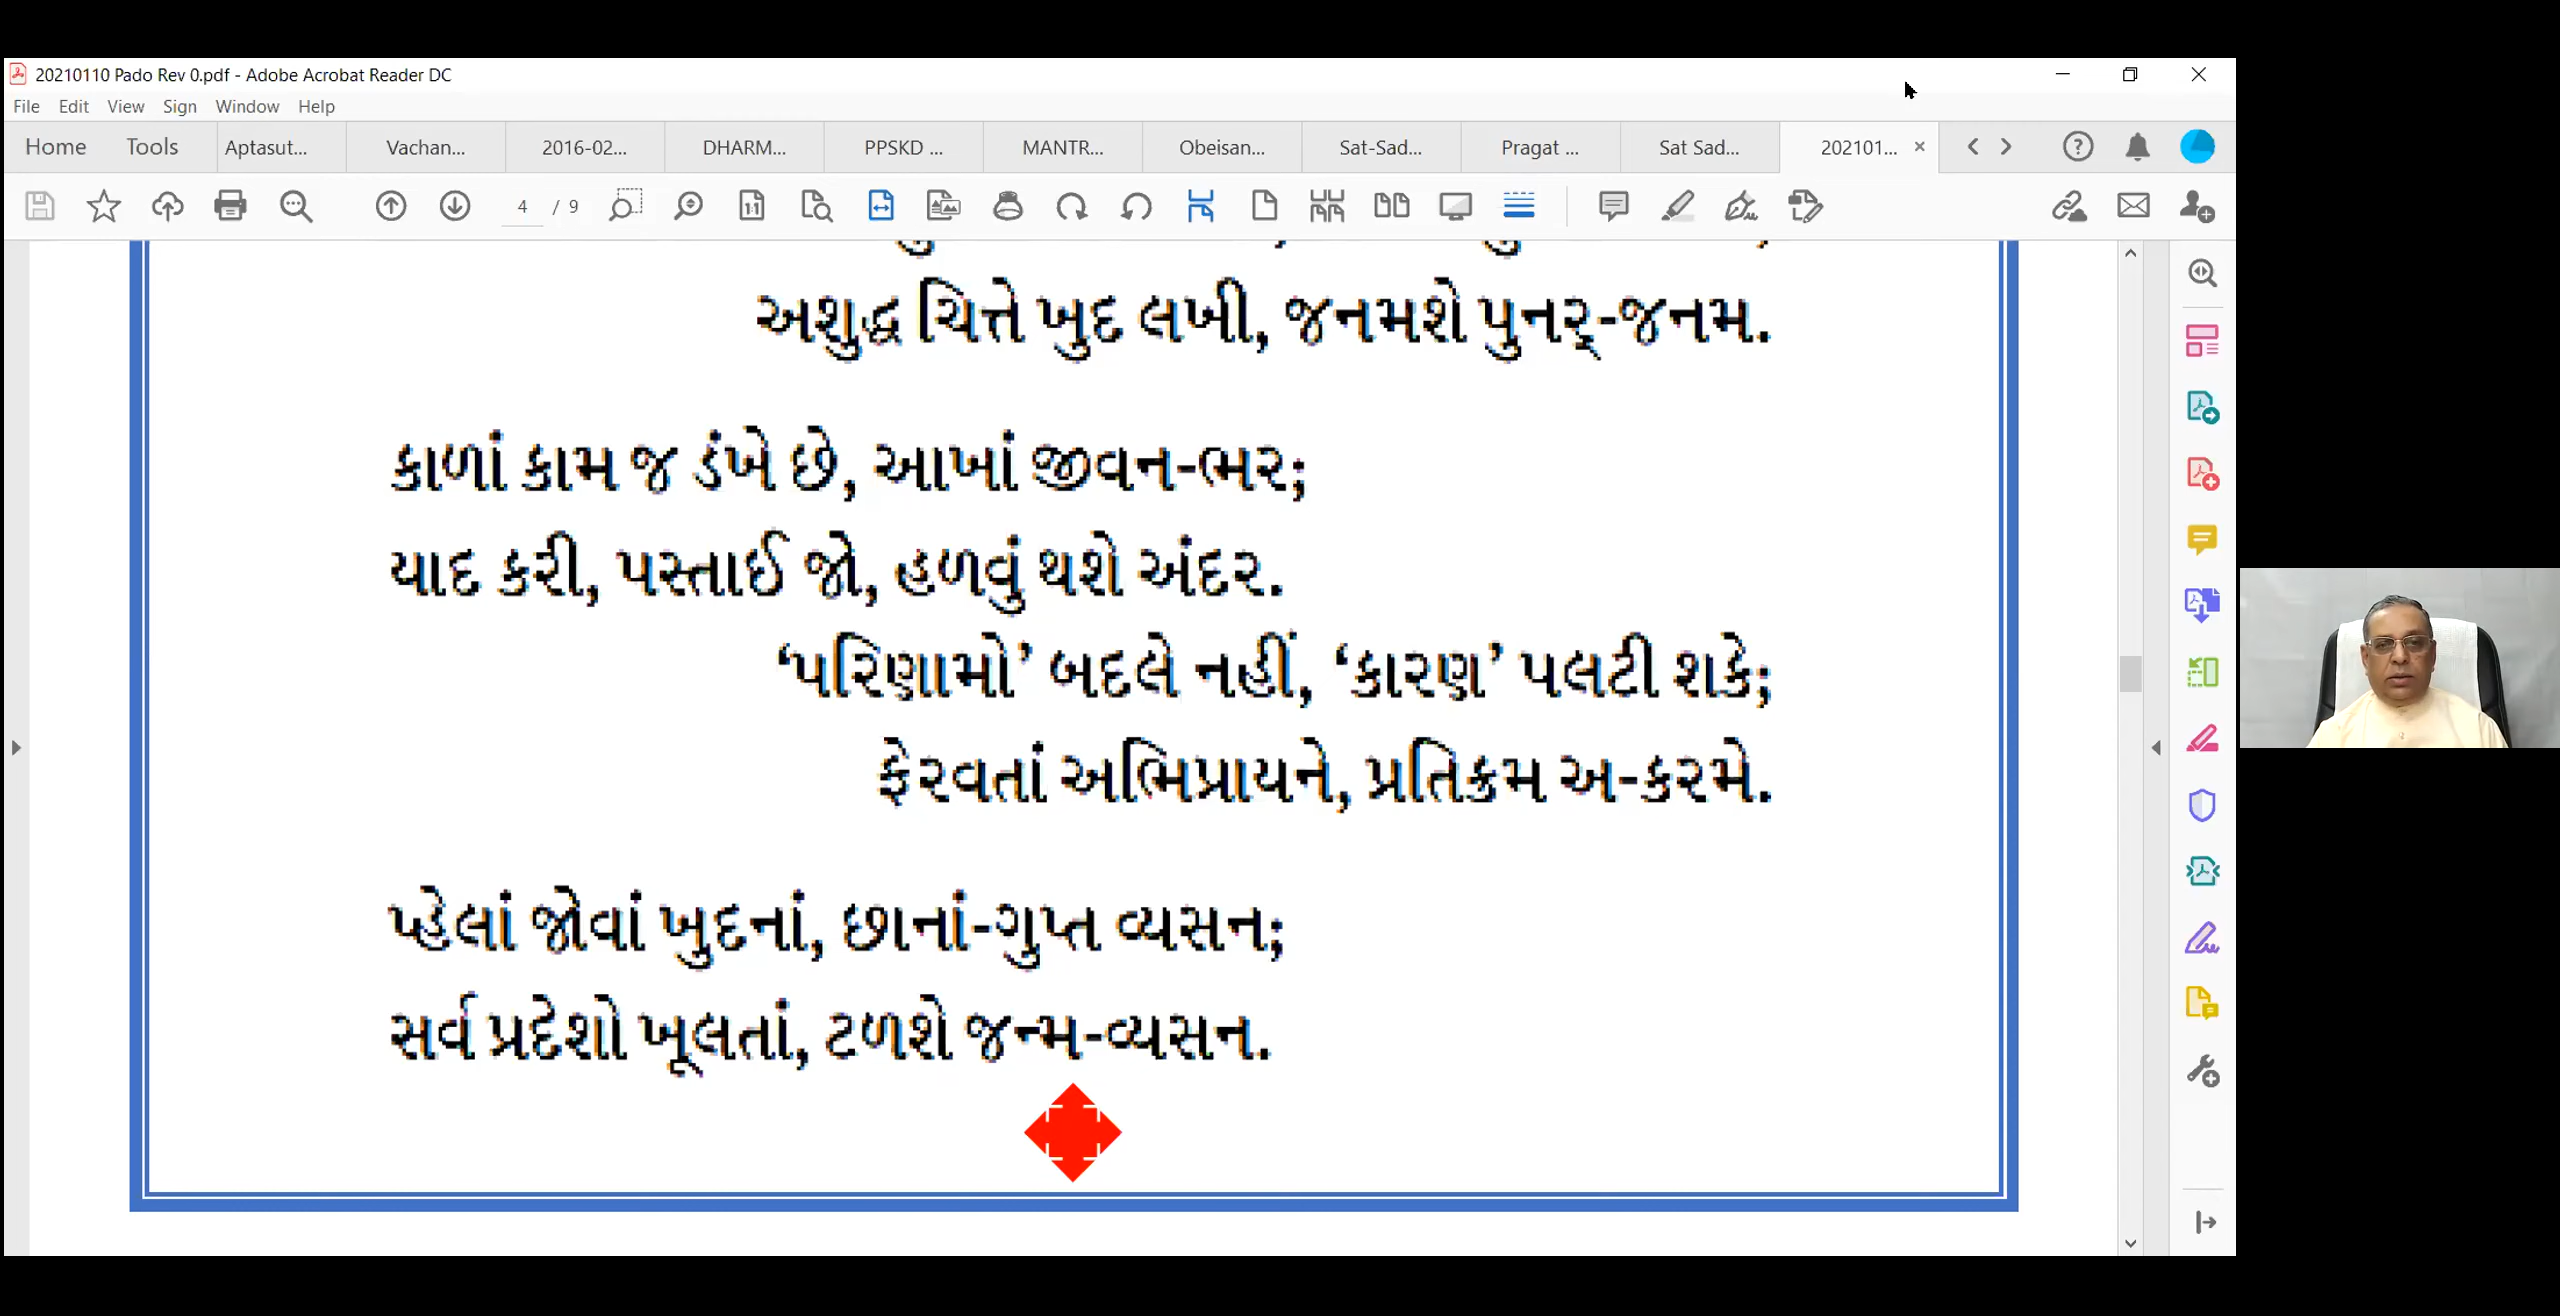 20210110 Pado Rev 0.pdf - Adobe Acrobat Reader DC
File Edit View Sign Window Help
Home Tools Aptasut... Vachan... 2016-02... DHARM... PPSKD ... MANTR... Obeisan... Sat-Sad... Pragat ... Sat Sad... 202101...
4 / 9
અશુદ્ધ ચિત્તે ખુદ લખી, જનમશે પુનર્-જનમ.
કાળાં કામ જ ડંખે છે, આખાં જીવન-ભર;
યાદ કરી, પસ્તાઈ જો, હળવું થશે અંદર.
‘પરિણામો’ બદલે નહીં, ‘કારણ’ પલટી શકે;
ફેરવતાં અભિપ્રાયને, પ્રતિક્રમ અ-કરમે.
પ્હેલાં જોવાં ખુદનાં, છાનાં-ગુપ્ત વ્યસન;
સર્વ પ્રદેશો ખૂલતાં, ટળશે જન્મ-વ્યસન.